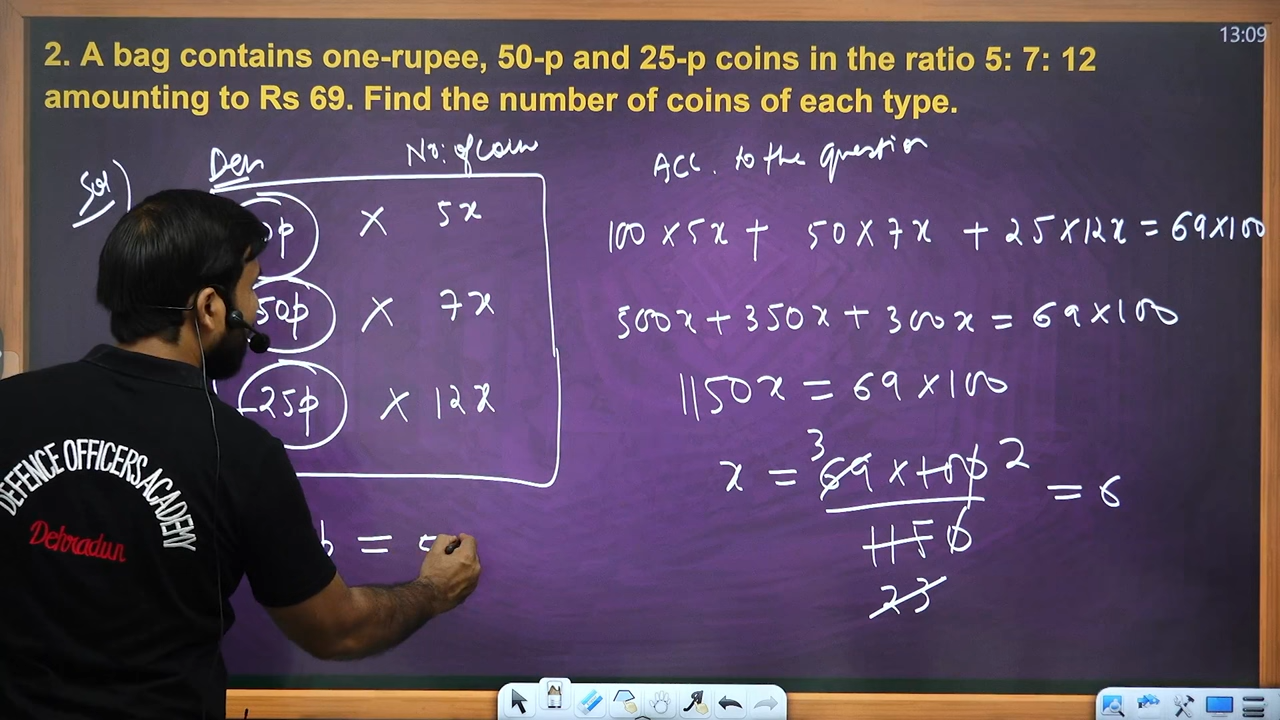 13:09
2. A bag contains one-rupee, 50-p and 25-p coins in the ratio 5: 7: 12
amounting to Rs 69. Find the number of coins of each type.
Sol)
Den
No: of coins
p × 5x
50p × 7x
25p × 12x
Acc. to the question
100 × 5x + 50 × 7x + 25 × 12x = 69 × 100
500x + 350x + 300x = 69 × 100
1150x = 69 × 100
3 2
x = 69 × 100 = 6
1150
23
=
DEFENCE OFFICERS ACADEMY
Dehradun